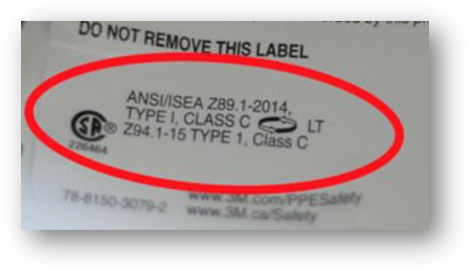 DO NOT REMOVE THIS LABEL
ANSI/ISEA Z89.1-2014,
TYPE I, CLASS C LT
SA® Z94.1-15 TYPE 1, Class C
226464
78-8150-3079-2 www.3M.com/PPESafety
www.3M.ca/Safety